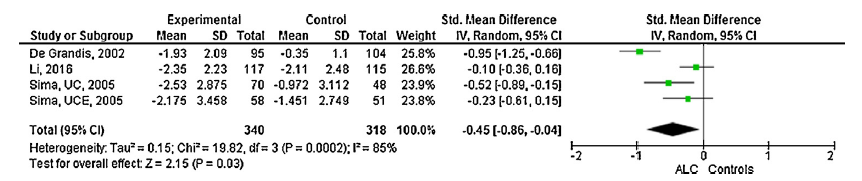 Experimental Control Std. Mean Difference Std. Mean Difference
Study or Subgroup Mean SD Total Mean SD Total Weight IV, Random, 95% CI IV, Random, 95% CI
De Grandis, 2002 -1.93 2.09 95 -0.35 1.1 104 25.8% -0.95 [-1.25, -0.66]
Li, 2016 -2.35 2.23 117 -2.11 2.48 115 26.6% -0.10 [-0.36, 0.16]
Sima, UC, 2005 -2.53 2.875 70 -0.972 3.112 48 23.9% -0.52 [-0.89, -0.15]
Sima, UCE, 2005 -2.175 3.458 58 -1.451 2.749 51 23.8% -0.23 [-0.61, 0.15]
Total (95% CI) 340 318 100.0% -0.45 [-0.86, -0.04]
Heterogeneity: Tau² = 0.15; Chi² = 19.82, df = 3 (P = 0.0002); I² = 85%
Test for overall effect: Z = 2.15 (P = 0.03)
-2 -1 0 1 2
ALC Controls